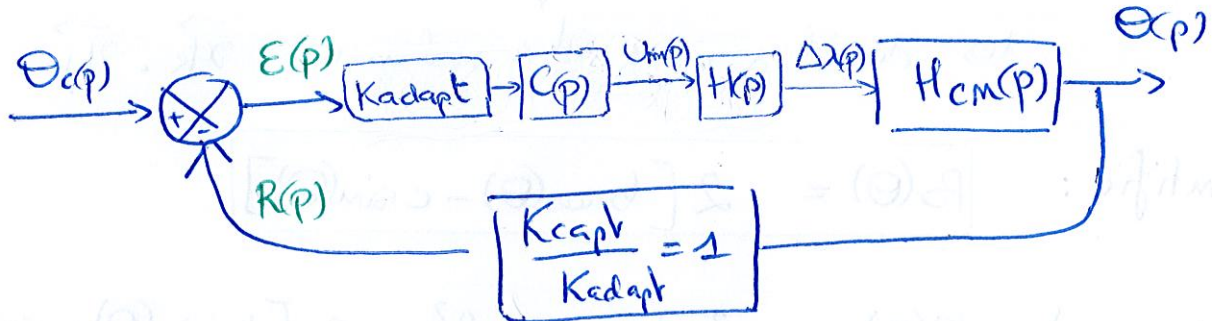 Θc(p) ε(p) Kadapt C(p) Um(p) H(p) Δλ(p) Hcm(p) Θ(p)
+ -
R(p)
Kcapt
/ Kadapt = 1